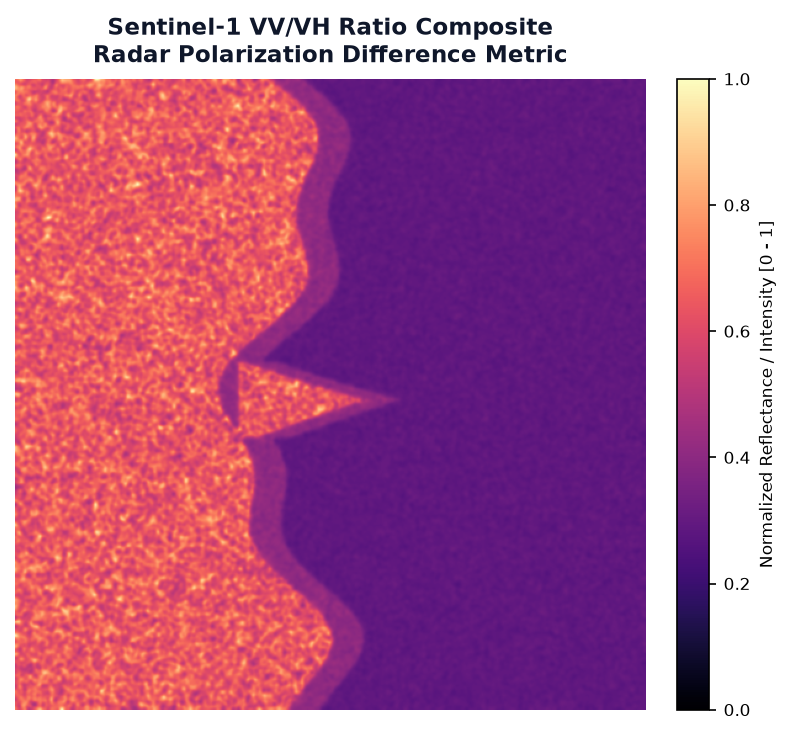 Sentinel-1 VV/VH Ratio Composite
Radar Polarization Difference Metric
1.0
0.8
0.6
0.4
0.2
0.0
Normalized Reflectance / Intensity [0 - 1]